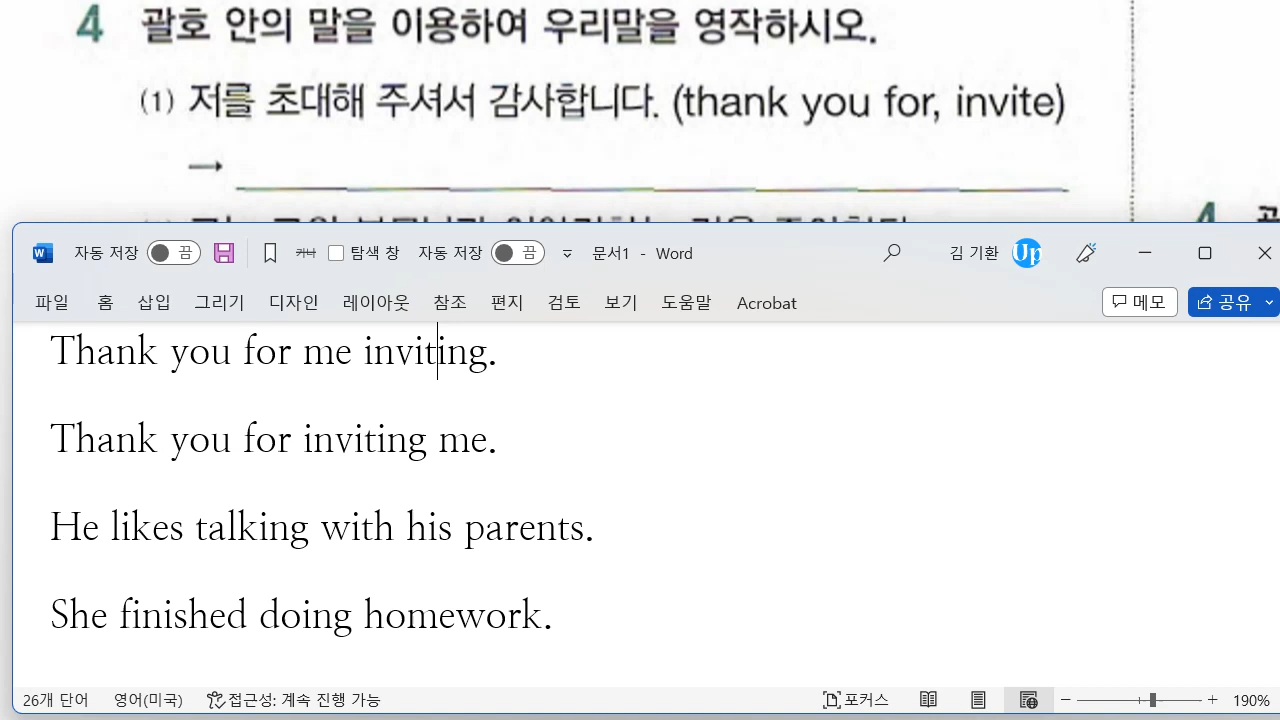 4 괄호 안의 말을 이용하여 우리말을 영작하시오.
(1) 저를 초대해 주셔서 감사합니다. (thank you for, invite)
→
4
자동 저장 끔 가나 탐색 창 자동 저장 끔 문서1 - Word 김 기환 Up
파일 홈 삽입 그리기 디자인 레이아웃 참조 편지 검토 보기 도움말 Acrobat 메모 공유
Thank you for me inviting.
Thank you for inviting me.
He likes talking with his parents.
She finished doing homework.
26개 단어 영어(미국) 접근성: 계속 진행 가능 포커스 190%